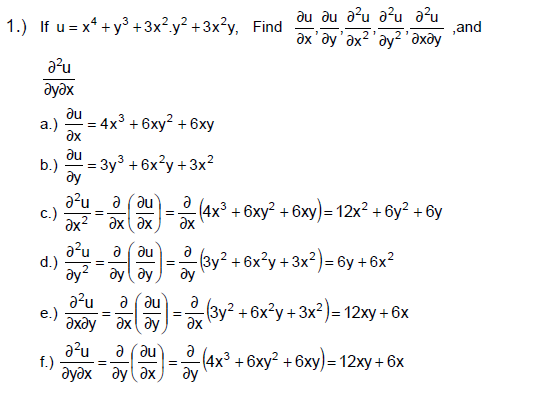 1.) If u = x⁴ + y³ + 3x².y² + 3x²y, Find ∂u/∂x, ∂u/∂y, ∂²u/∂x², ∂²u/∂y², ∂²u/∂x∂y ,and
∂²u/∂y∂x
a.) ∂u/∂x = 4x³ + 6xy² + 6xy
b.) ∂u/∂y = 3y³ + 6x²y + 3x²
c.) ∂²u/∂x² = ∂/∂x (∂u/∂x) = ∂/∂x (4x³ + 6xy² + 6xy) = 12x² + 6y² + 6y
d.) ∂²u/∂y² = ∂/∂y (∂u/∂y) = ∂/∂y (3y² + 6x²y + 3x²) = 6y + 6x²
e.) ∂²u/∂x∂y = ∂/∂x (∂u/∂y) = ∂/∂x (3y² + 6x²y + 3x²) = 12xy + 6x
f.) ∂²u/∂y∂x = ∂/∂y (∂u/∂x) = ∂/∂y (4x³ + 6xy² + 6xy) = 12xy + 6x